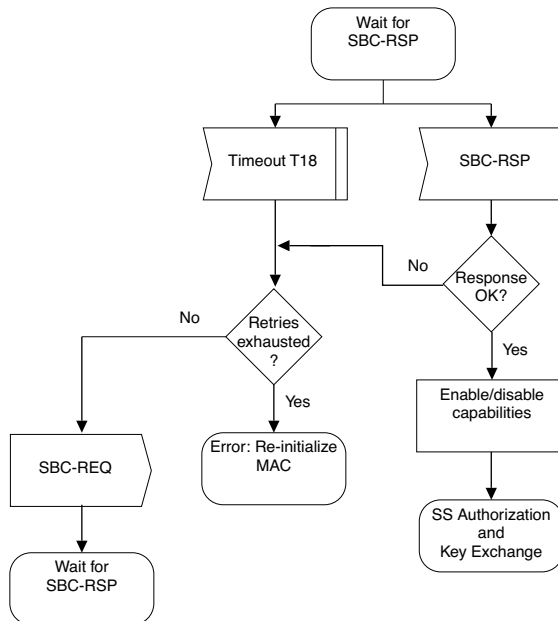 Wait for
SBC-RSP
Timeout T18
SBC-RSP
No
Response
OK?
No
Retries
exhausted
?
Yes
Yes
Enable/disable
capabilities
Error: Re-initialize
MAC
SBC-REQ
SS Authorization
and
Key Exchange
Wait for
SBC-RSP